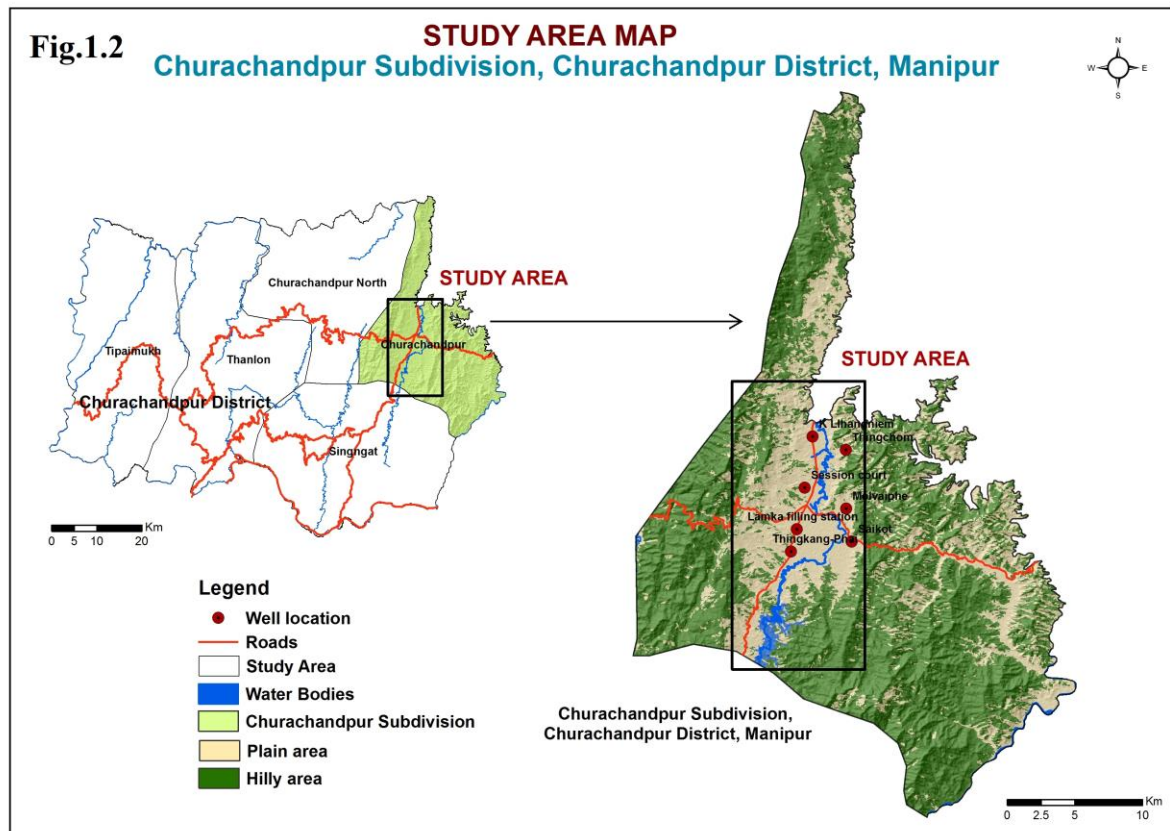 Fig.1.2
STUDY AREA MAP
Churachandpur Subdivision, Churachandpur District, Manipur
N
W
E
S
Churachandpur North
STUDY AREA
Tipaimukh
Thanlon
Churachandpur
Churachandpur District
Singngat
Km
0 5 10 20
STUDY AREA
K Lhangniem
Tungchom
Session court
Molvaiphe
Lamka filling station
Saikot
Thingkang-Phai
Legend
Well location
Roads
Study Area
Water Bodies
Churachandpur Subdivision
Plain area
Hilly area
Churachandpur Subdivision,
Churachandpur District, Manipur
Km
0 2.5 5 10